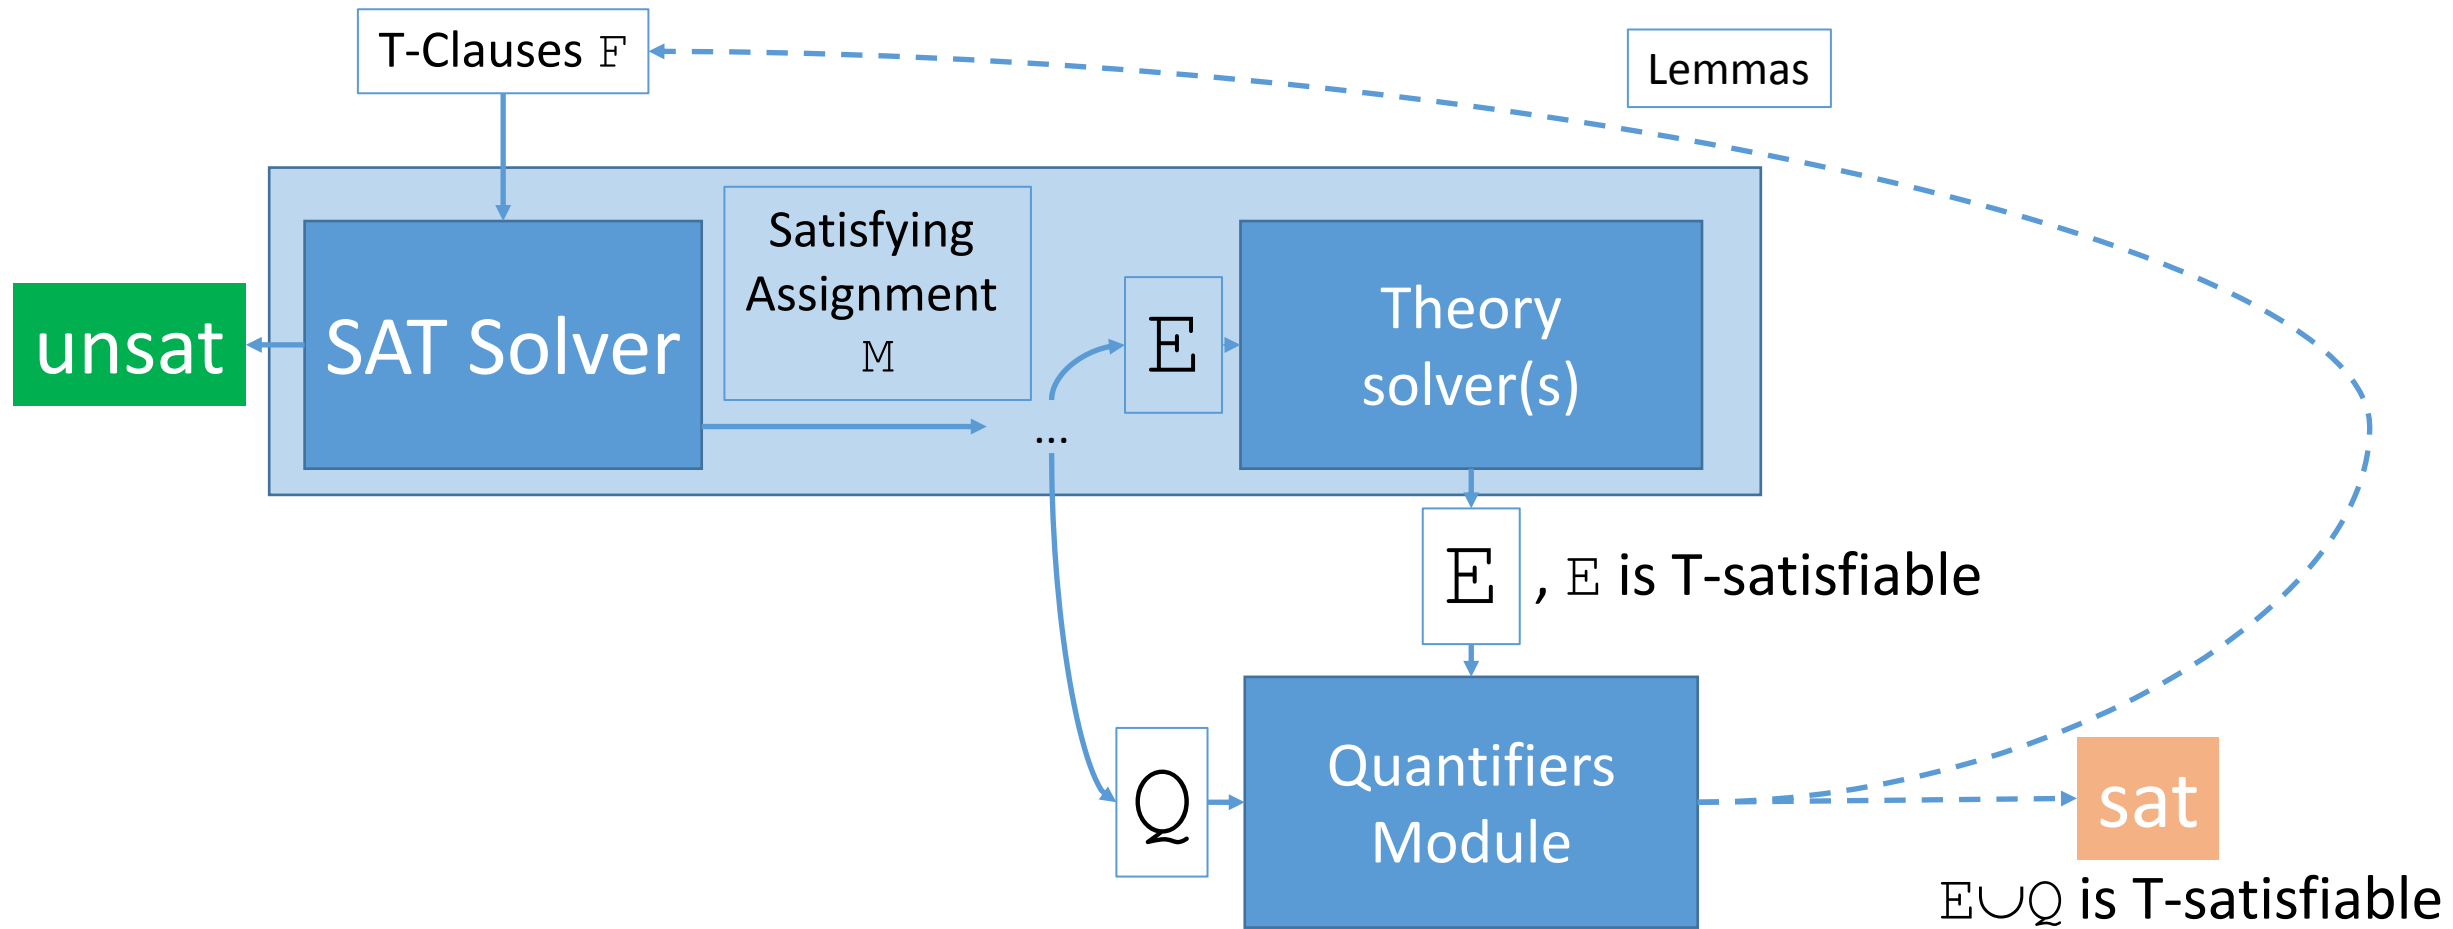 T-Clauses F
Lemmas
Satisfying
Assignment
M
unsat
SAT Solver
E
Theory
solver(s)
…
E , E is T-satisfiable
Q
Quantifiers
Module
sat
E∪Q is T-satisfiable